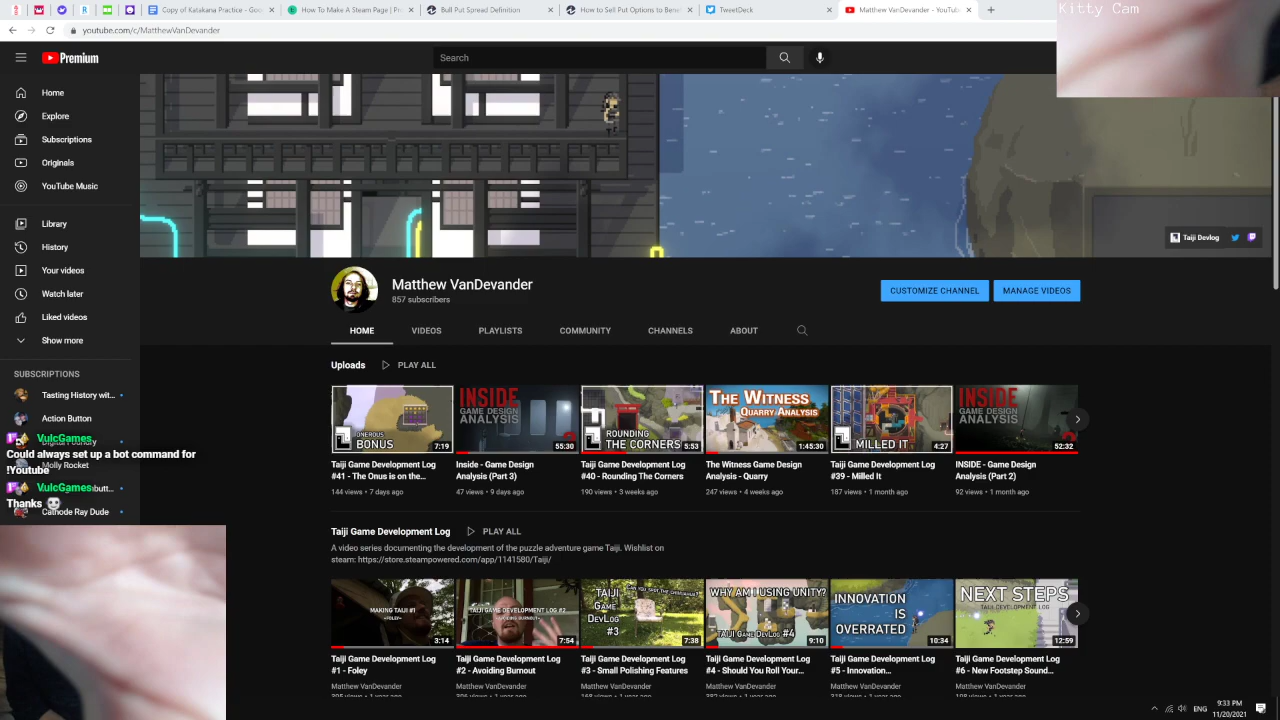 Copy of Katakana Practice - Goo
How To Make A Steam Page | Pro
Bull Put Spread Definition
How to Sell Put Options to Bene
TweetDeck
Matthew VanDevander - YouTube
Kitty Cam
youtube.com/c/MatthewVanDevander
Premium
Search
Home
Explore
Subscriptions
Originals
YouTube Music
Library
History
Your videos
Watch later
Liked videos
Show more
SUBSCRIPTIONS
Tasting History wit...
Action Button
VulcGames
Could always set up a bot command for
!Youtube
Molly Rocket
VulcGames
Thanks
Cathode Ray Dude
Taiji Devlog
Matthew VanDevander
857 subscribers
CUSTOMIZE CHANNEL
MANAGE VIDEOS
HOME
VIDEOS
PLAYLISTS
COMMUNITY
CHANNELS
ABOUT
Uploads
PLAY ALL
ONEROUS
BONUS
7:19
INSIDE
GAME DESIGN
ANALYSIS
55:30
ROUNDING
THE CORNERS
5:53
THE WITNESS
QUARRY ANALYSIS
1:45:30
MILLED IT
4:27
INSIDE
GAME DESIGN
ANALYSIS
52:32
Taiji Game Development Log
#41 - The Onus is on the...
144 views • 7 days ago
Inside - Game Design
Analysis (Part 3)
47 views • 9 days ago
Taiji Game Development Log
#40 - Rounding The Corners
190 views • 3 weeks ago
The Witness Game Design
Analysis - Quarry
247 views • 4 weeks ago
Taiji Game Development Log
#39 - Milled It
187 views • 1 month ago
INSIDE - Game Design
Analysis (Part 2)
92 views • 1 month ago
Taiji Game Development Log
PLAY ALL
A video series documenting the development of the puzzle adventure game Taiji. Wishlist on
steam: https://store.steampowered.com/app/1141580/Taiji/
MAKING TAIJI #1
~FOLEY~
3:14
TAIJI GAME DEVELOPMENT LOG #2
7:54
TAIJI
GAME
DEVLOG
#3
7:38
WHY AM I USING UNITY?
TAIJI GAME DEVLOG #4
9:10
INNOVATION
IS
OVERRATED
10:34
NEXT STEPS
TAIJI DEVELOPMENT LOG
12:59
Taiji Game Development Log
#1 - Foley
Matthew VanDevander
Taiji Game Development Log
#2 - Avoiding Burnout
Matthew VanDevander
Taiji Game Development Log
#3 - Small Polishing Features
Matthew VanDevander
Taiji Game Development Log
#4 - Should You Roll Your...
Matthew VanDevander
Taiji Game Development Log
#5 - Innovation...
Matthew VanDevander
Taiji Game Development Log
#6 - New Footstep Sound...
Matthew VanDevander
ENG
9:33 PM
11/20/2021